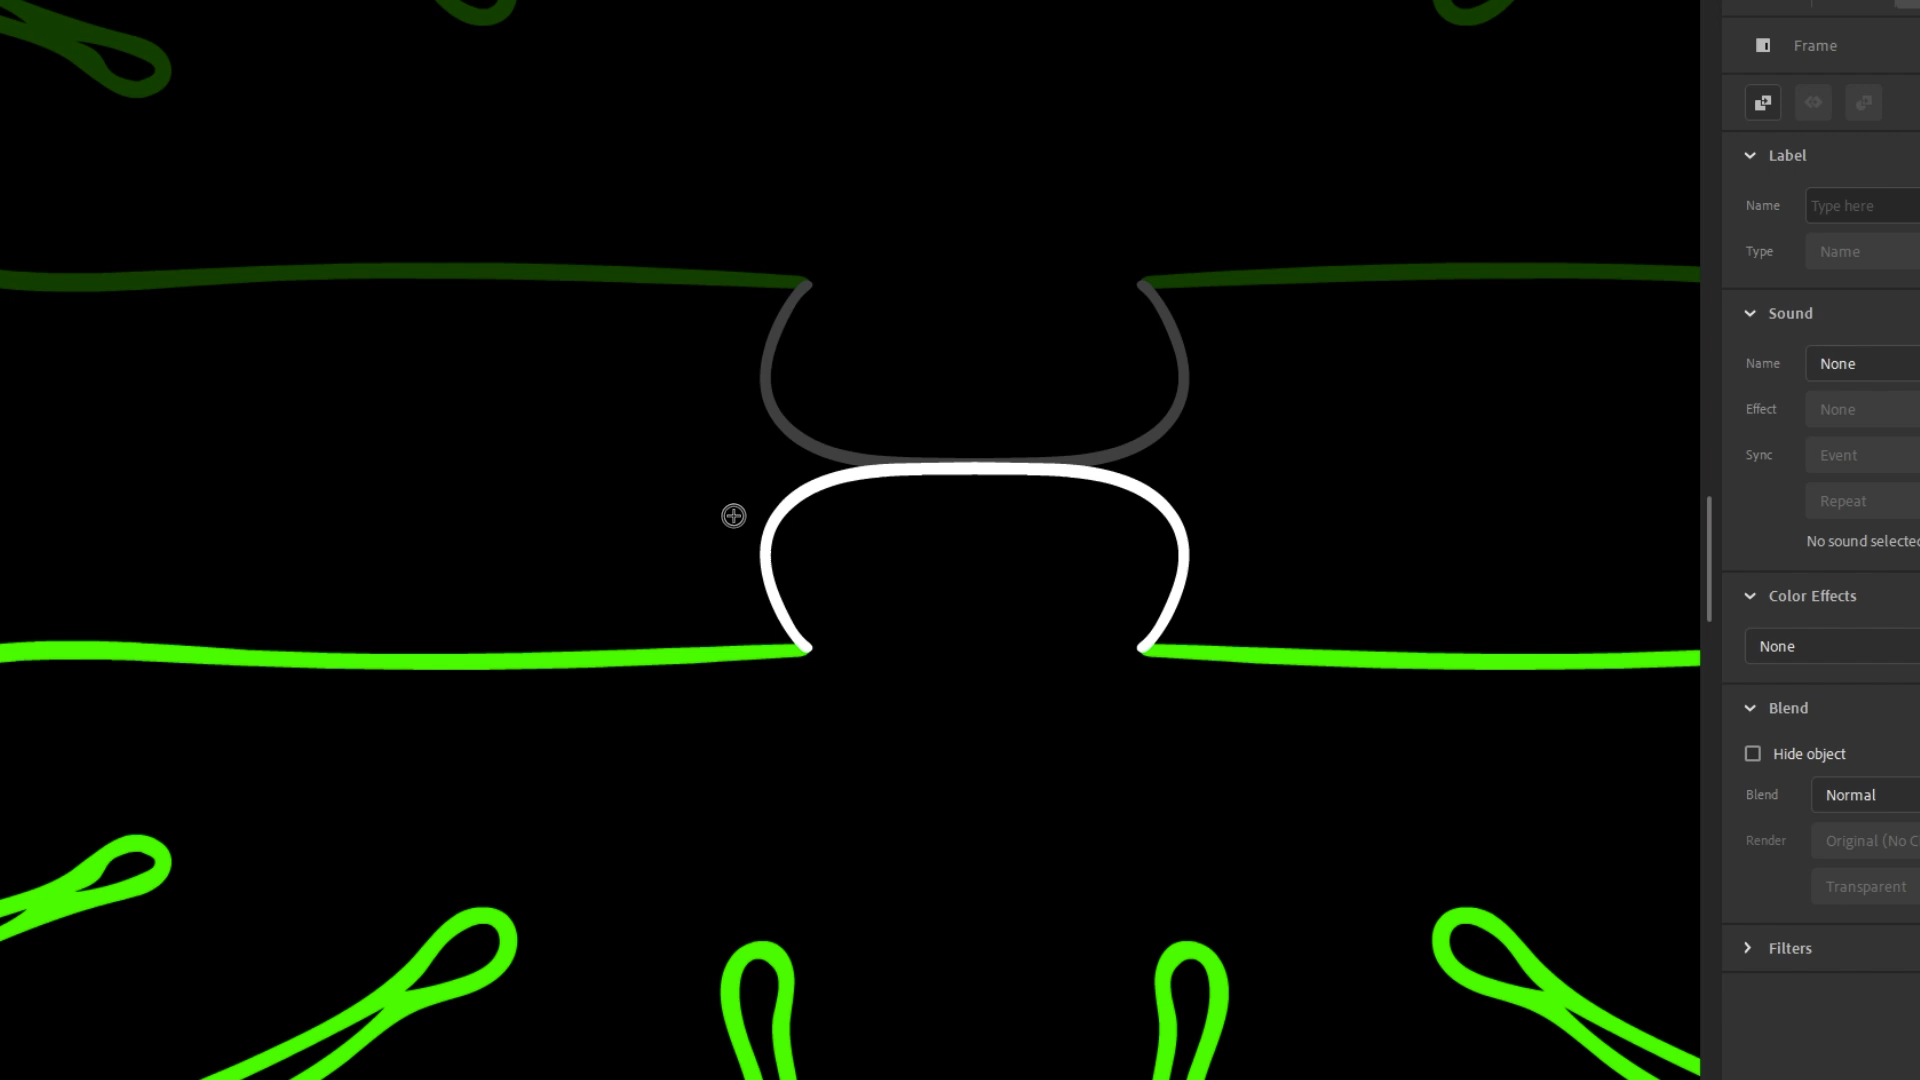 Frame
Label
Name Type here
Type Name
Sound
Name None
Effect None
Sync Event
Repeat
No sound selected
Color Effects
None
Blend
Hide object
Blend Normal
Render Original (No C
Transparent
Filters